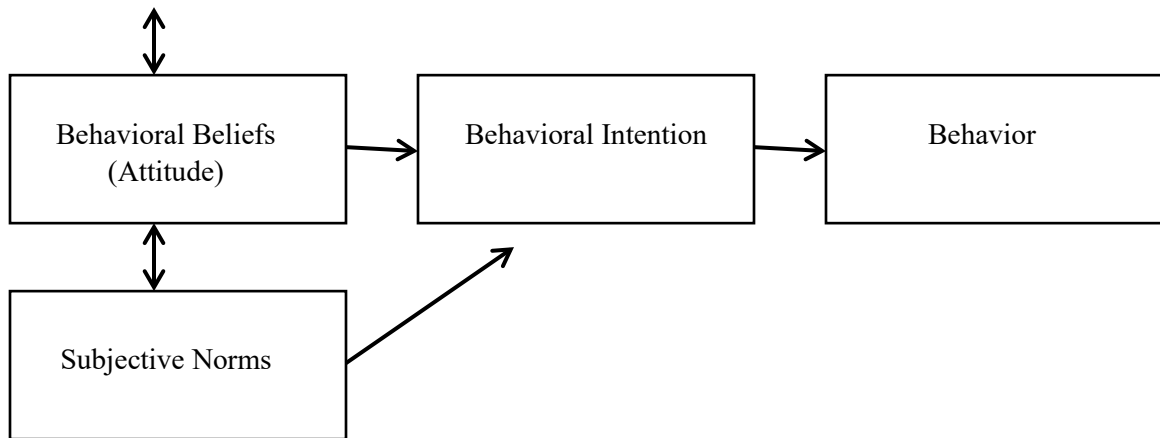 Behavioral Beliefs
(Attitude)
Behavioral Intention
Behavior
Subjective Norms